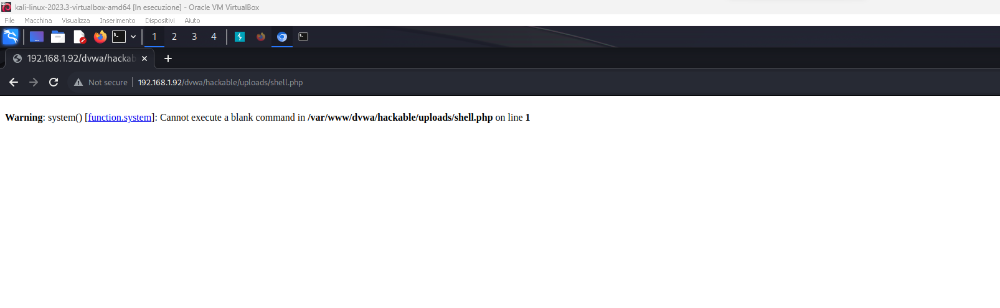 kali-linux-2023.3-virtualbox-amd64 [In esecuzione] - Oracle VM VirtualBox
File Macchina Visualizza Inserimento Dispositivi Aiuto
1 2 3 4
192.168.1.92/dvwa/hackab
Not secure 192.168.1.92/dvwa/hackable/uploads/shell.php
Warning: system() [function.system]: Cannot execute a blank command in /var/www/dvwa/hackable/uploads/shell.php on line 1